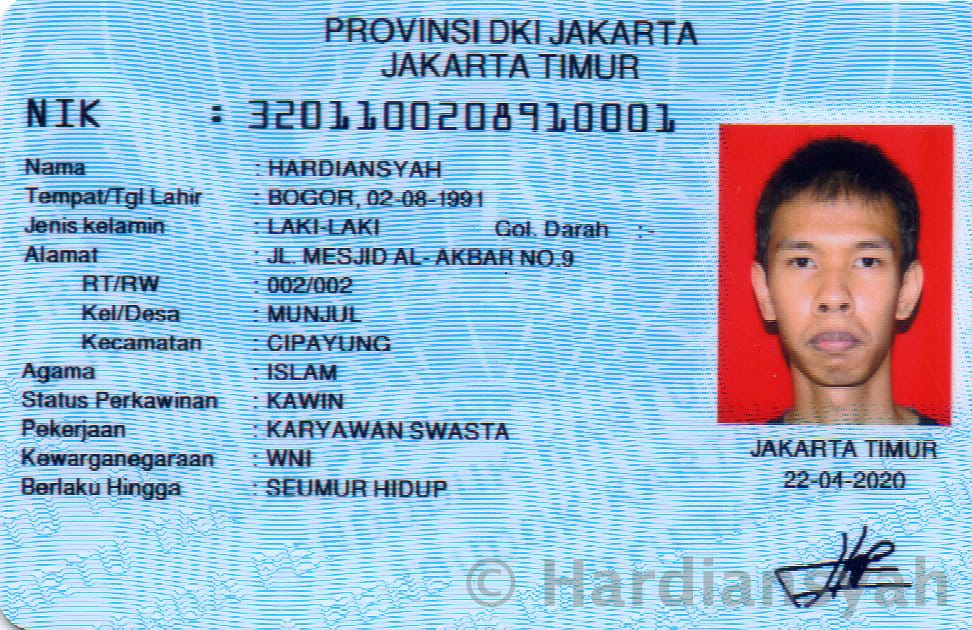 PROVINSI DKI JAKARTA
JAKARTA TIMUR
NIK : 3201100208910001
Nama : HARDIANSYAH
Tempat/Tgl Lahir : BOGOR, 02-08-1991
Jenis kelamin : LAKI-LAKI Gol. Darah :-
Alamat : JL. MESJID AL- AKBAR NO.9
RT/RW : 002/002
Kel/Desa : MUNJUL
Kecamatan : CIPAYUNG
Agama : ISLAM
Status Perkawinan : KAWIN
Pekerjaan : KARYAWAN SWASTA
Kewarganegaraan : WNI
Berlaku Hingga : SEUMUR HIDUP
JAKARTA TIMUR
22-04-2020
© Hardiansyah